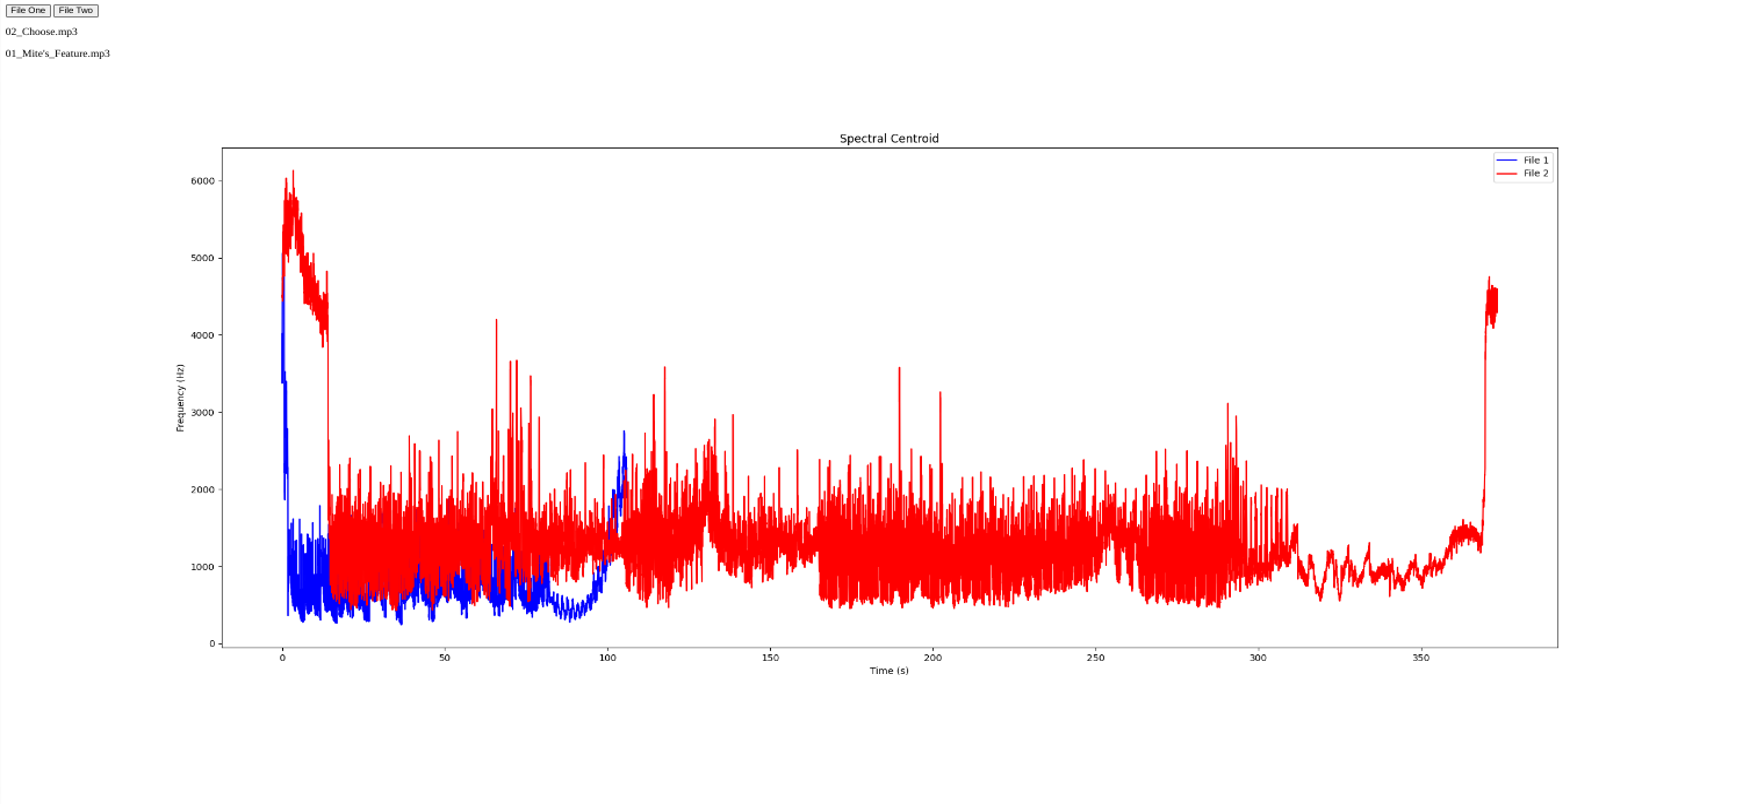 File One File Two
02_Choose.mp3
01_Mite's_Feature.mp3
Spectral Centroid
File 1
File 2
6000
5000
4000
3000
2000
1000
0
Frequency (Hz)
0 50 100 150 200 250 300 350
Time (s)